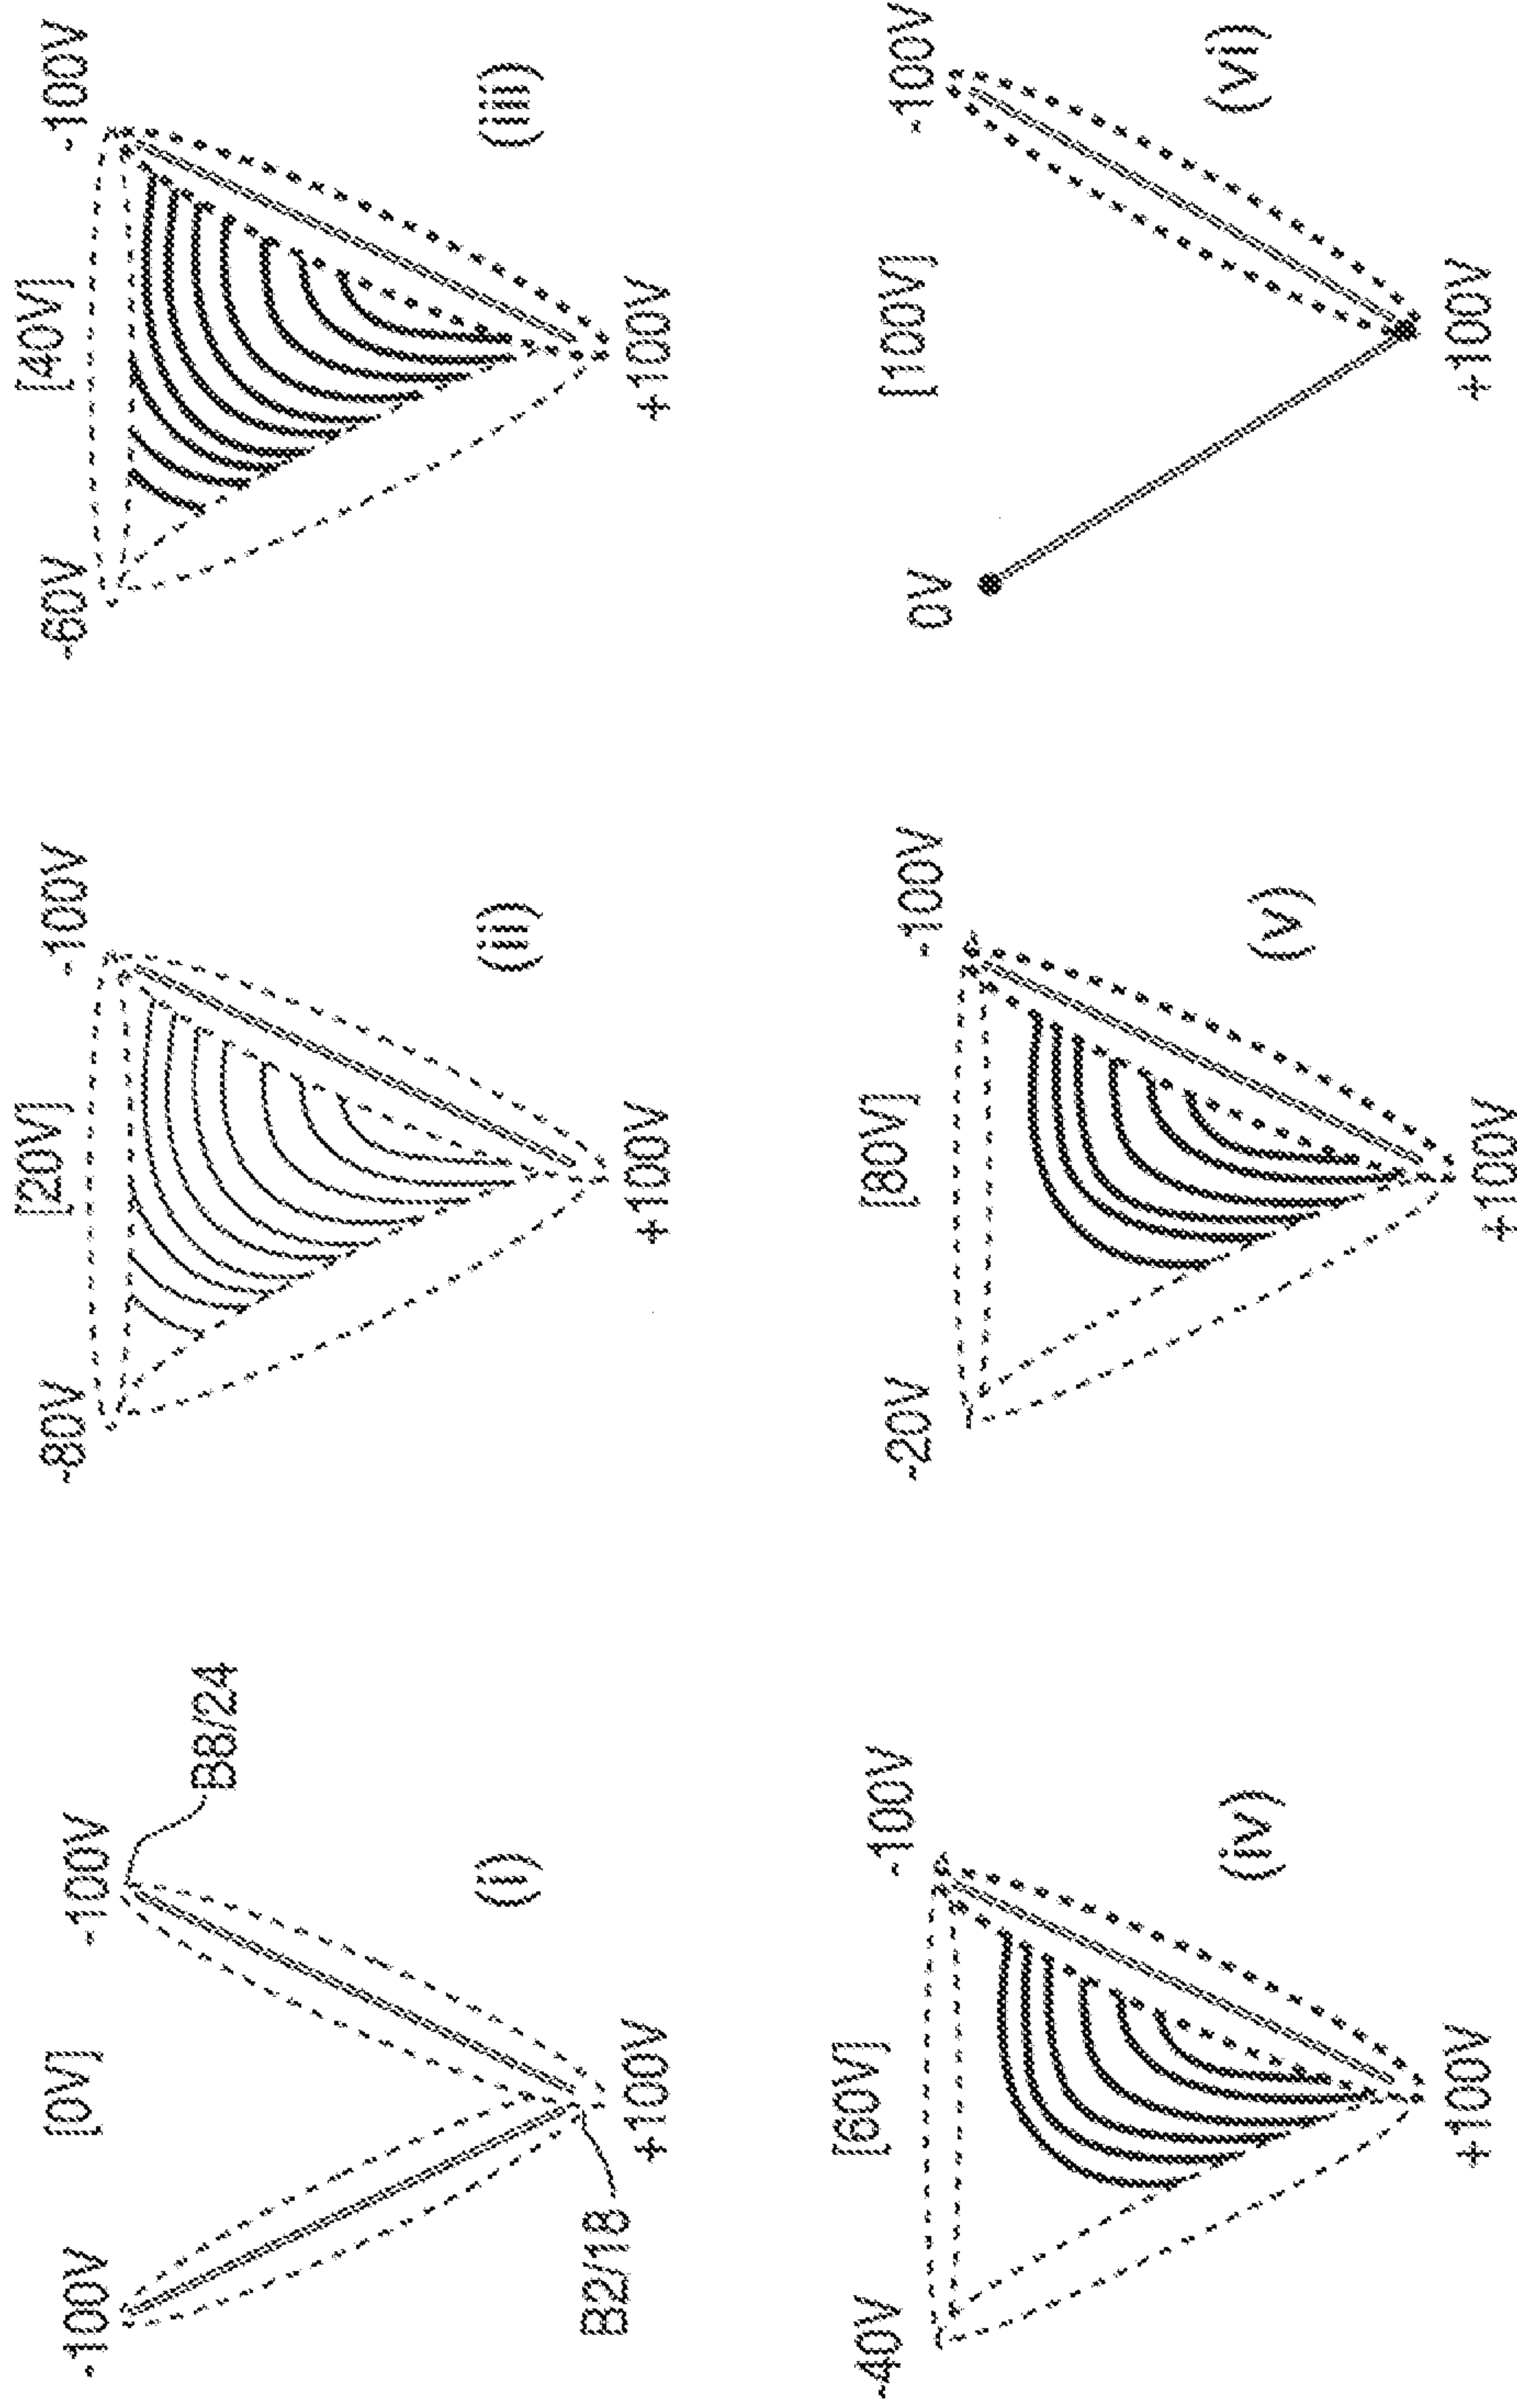 [0V]
-100V
-100V
B8/24
B2/18
+100V
(i)
[20V]
-80V
-100V
+100V
(ii)
[40V]
-60V
-100V
+100V
(iii)
[60V]
-40V
-100V
+100V
(iv)
[80V]
-20V
-100V
+100V
(v)
[100V]
0V
-100V
+100V
(vi)